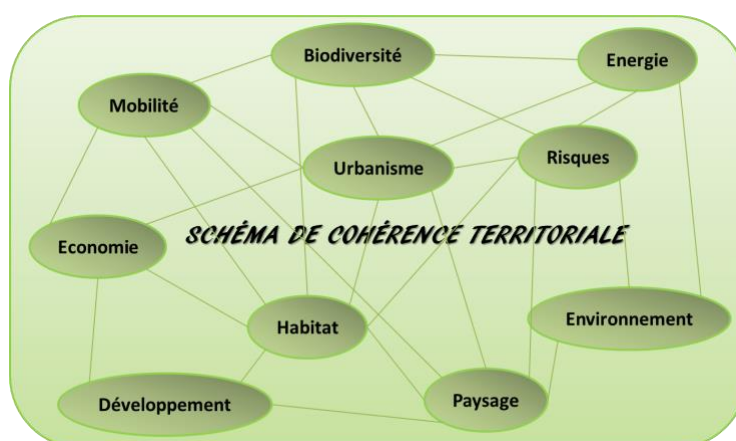 Biodiversité
Energie
Mobilité
Urbanisme
Risques
Economie
SCHÉMA DE COHÉRENCE TERRITORIALE
Habitat
Environnement
Développement
Paysage